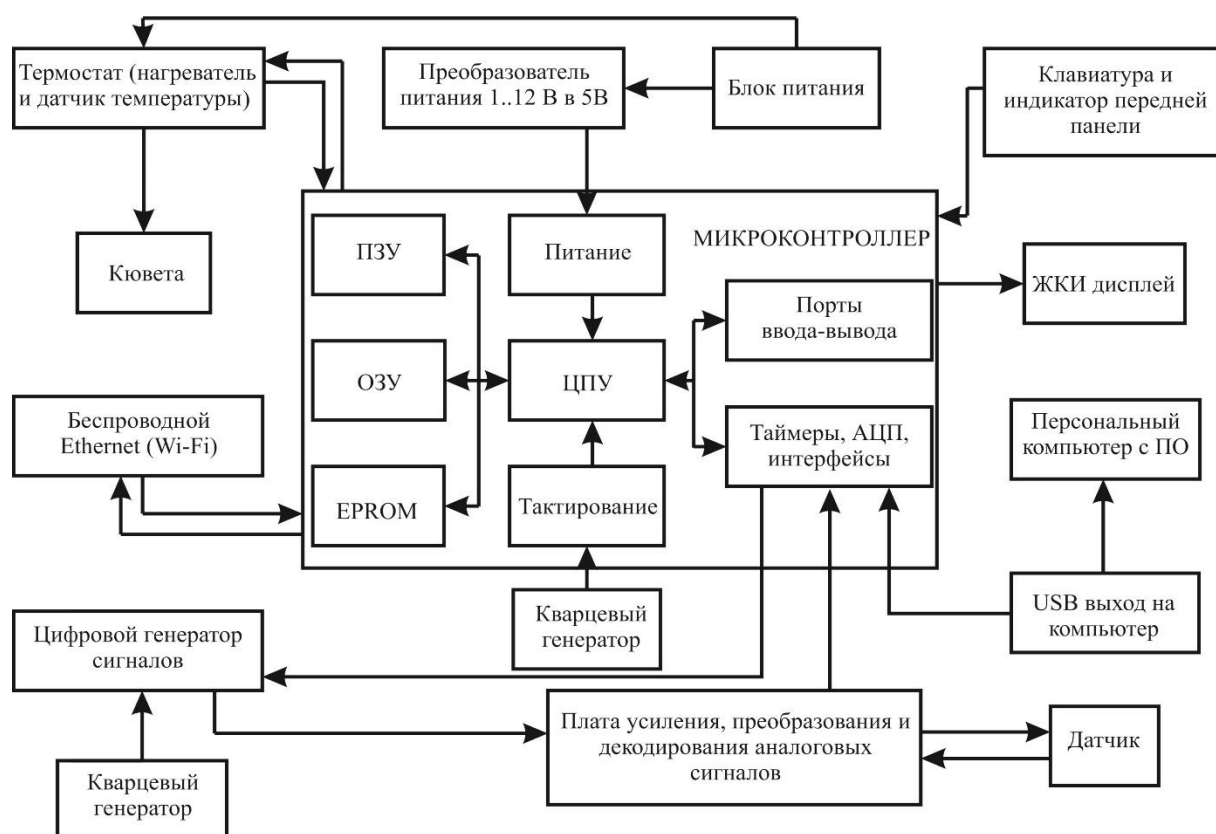 Термостат (нагреватель
и датчик температуры)
Преобразователь
питания 1..12 В в 5В
Блок питания
Клавиатура и
индикатор передней
панели
Кювета
ПЗУ
Питание
МИКРОКОНТРОЛЛЕР
ЖКИ дисплей
Порты
ввода-вывода
ОЗУ
ЦПУ
Беспроводной
Ethernet (Wi-Fi)
Таймеры, АЦП,
интерфейсы
Персональный
компьютер с ПО
EPROM
Тактирование
Кварцевый
генератор
USB выход на
компьютер
Цифровой генератор
сигналов
Плата усиления, преобразования и
декодирования аналоговых
сигналов
Датчик
Кварцевый
генератор